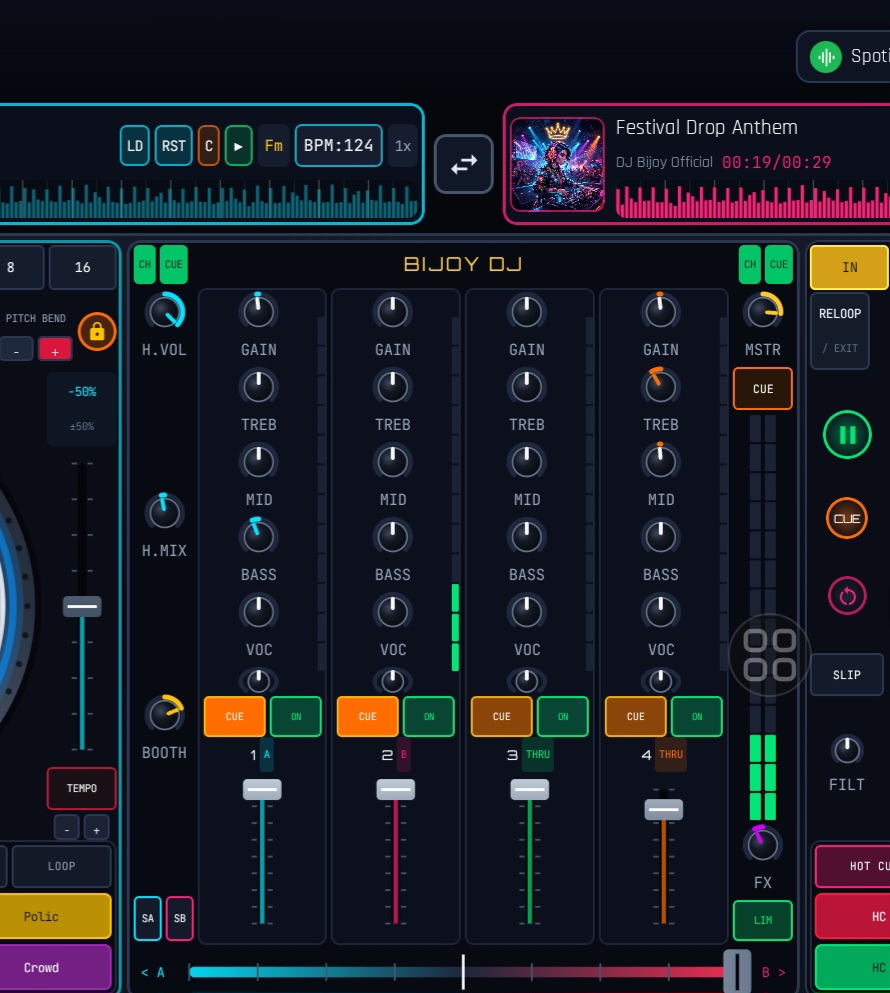 Spoti
LD RST C ▶ Fm BPM:124 1x
Festival Drop Anthem
DJ Bijoy Official 00:19/00:29
8 16
CH CUE BIJOY DJ CH CUE
IN
PITCH BEND
- +
H.VOL GAIN GAIN GAIN GAIN MSTR
RELOOP
/ EXIT
-50%
±50%
CUE
TREB TREB TREB TREB
MID MID MID MID
CUE
H.MIX
BASS BASS BASS BASS
VOC VOC VOC VOC
SLIP
CUE ON CUE ON CUE ON CUE ON
BOOTH
1 A 2 B 3 THRU 4 THRU
TEMPO
- +
FILT
LOOP
FX
HOT CU
Polic
SA SB
LIM
HC
Crowd
HC
< A B >